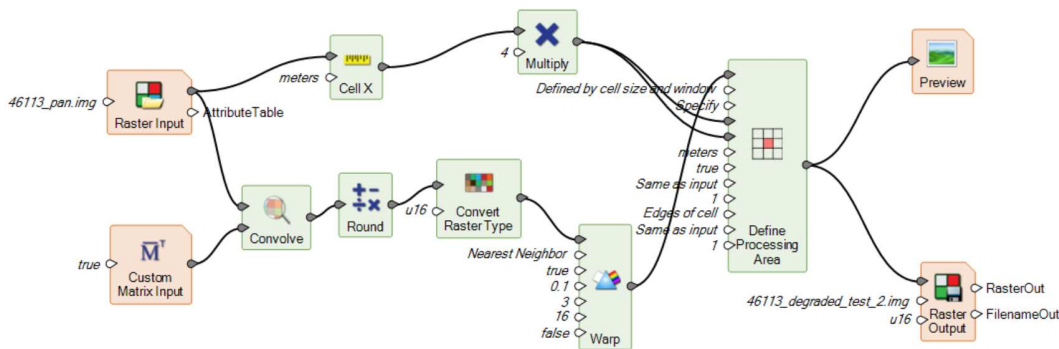 46113_pan.img
AttributeTable
Raster Input
meters
Cell X
4
Multiply
Defined by cell size and window
Specify
meters
true
Same as input
1
Edges of cell
Same as input
1
Define
Processing
Area
Preview
true
Custom
Matrix Input
Convolve
Round
u16
Convert
Raster Type
Nearest Neighbor
true
0.1
3
16
false
Warp
46113_degraded_test_2.img
u16
Raster
Output
RasterOut
FilenameOut